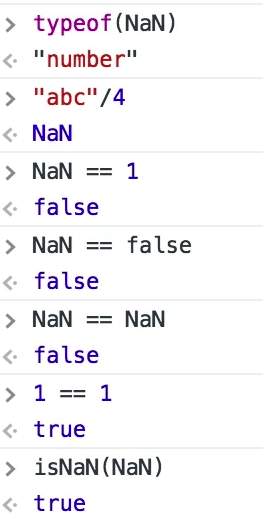 > typeof(NaN)
<· "number"
> "abc"/4
<· NaN
> NaN == 1
<· false
> NaN == false
<· false
> NaN == NaN
<· false
> 1 == 1
<· true
> isNaN(NaN)
<· true